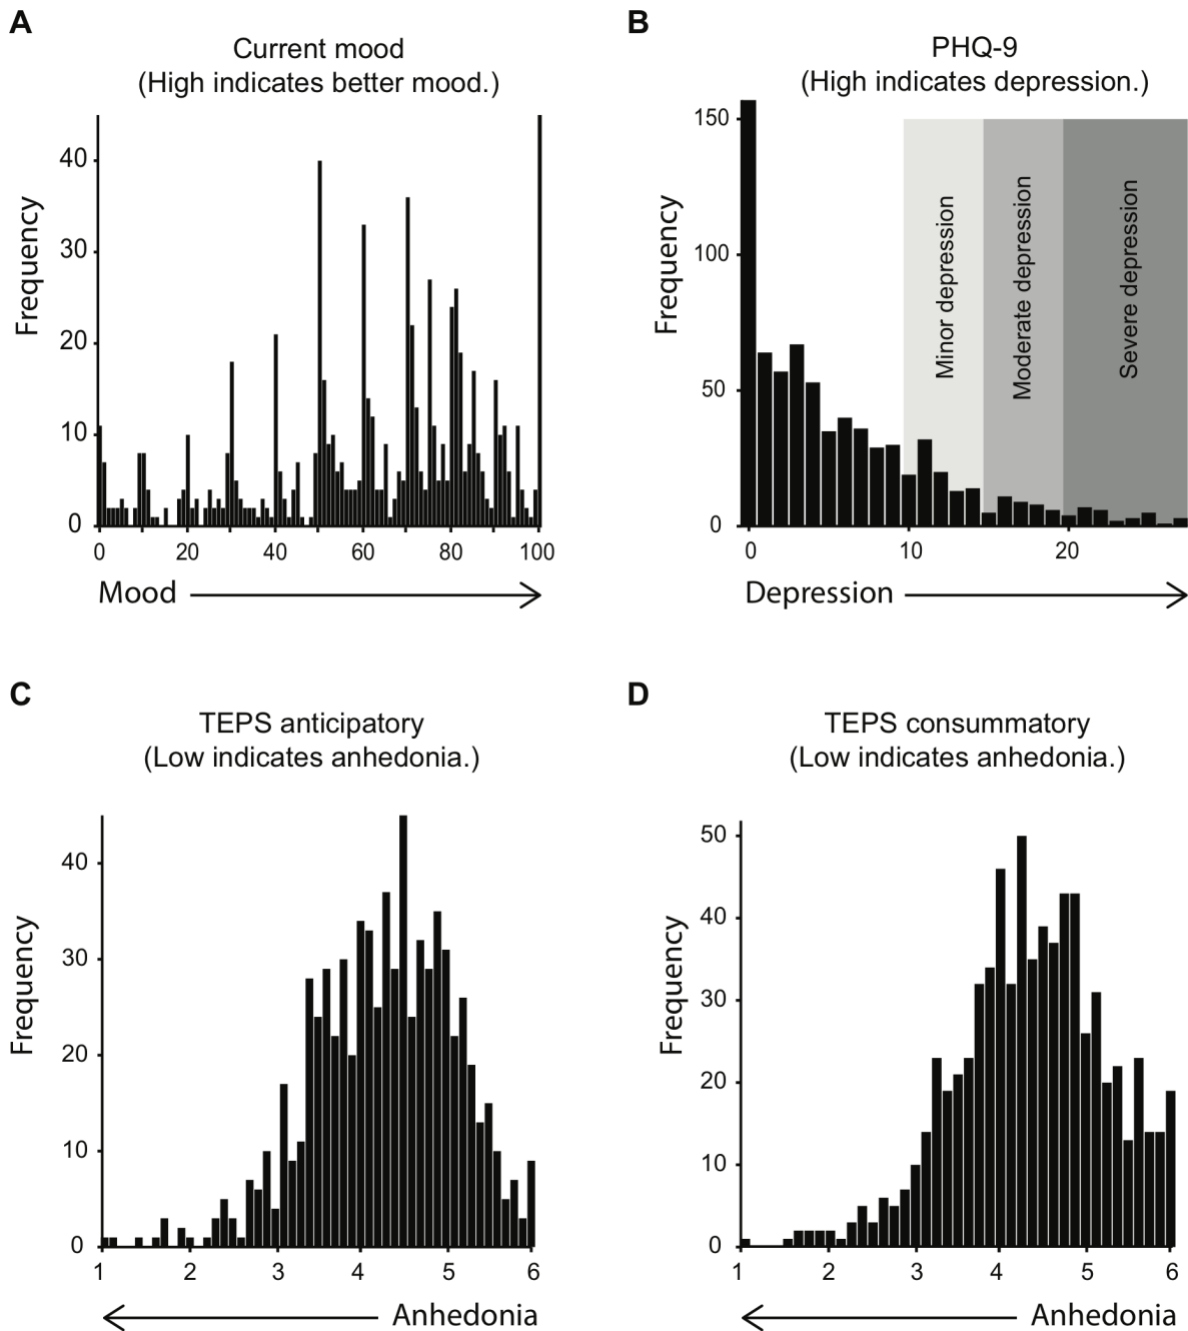 A
Current mood
(High indicates better mood.)
Frequency
40
30
20
10
0
0 20 40 60 80 100
Mood
B
PHQ-9
(High indicates depression.)
Frequency
150
100
50
0
Minor depression
Moderate depression
Severe depression
0 10 20
Depression
C
TEPS anticipatory
(Low indicates anhedonia.)
Frequency
40
30
20
10
0
1 2 3 4 5 6
Anhedonia
D
TEPS consummatory
(Low indicates anhedonia.)
Frequency
50
40
30
20
10
0
1 2 3 4 5 6
Anhedonia